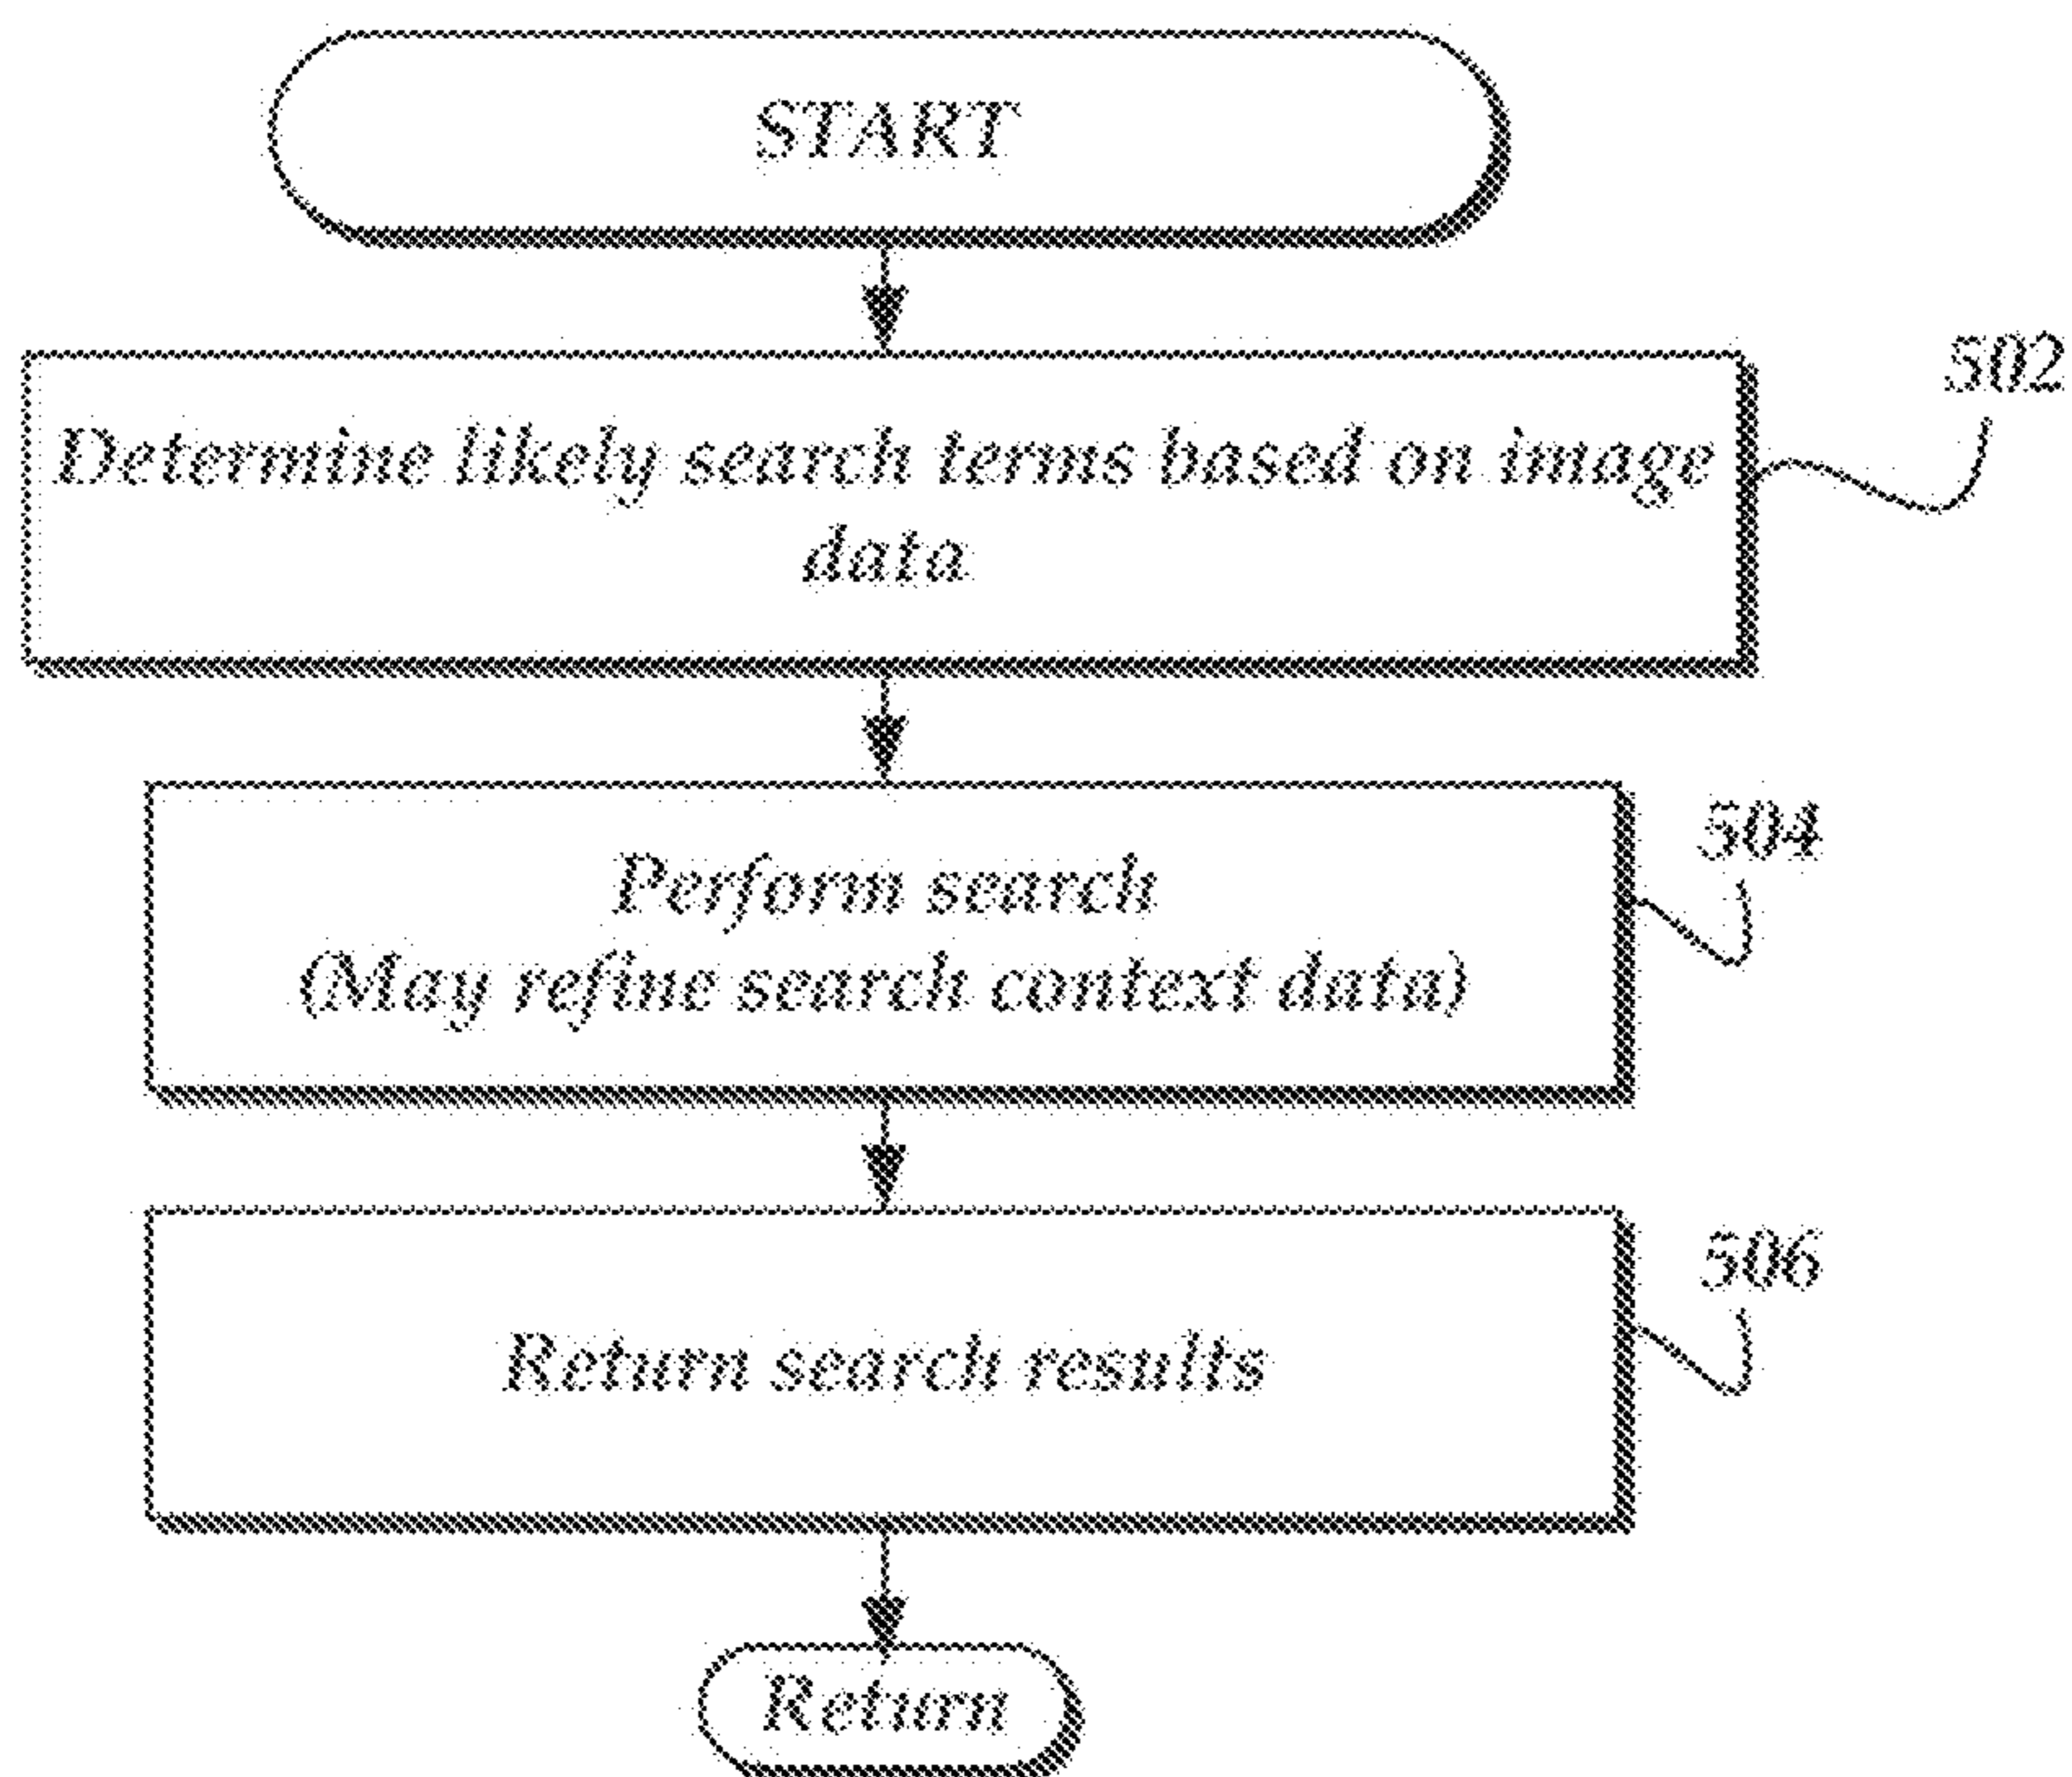 START
502
Determine likely search terms based on image
data
504
Perform search
(May refine search context data)
506
Return search results
Return